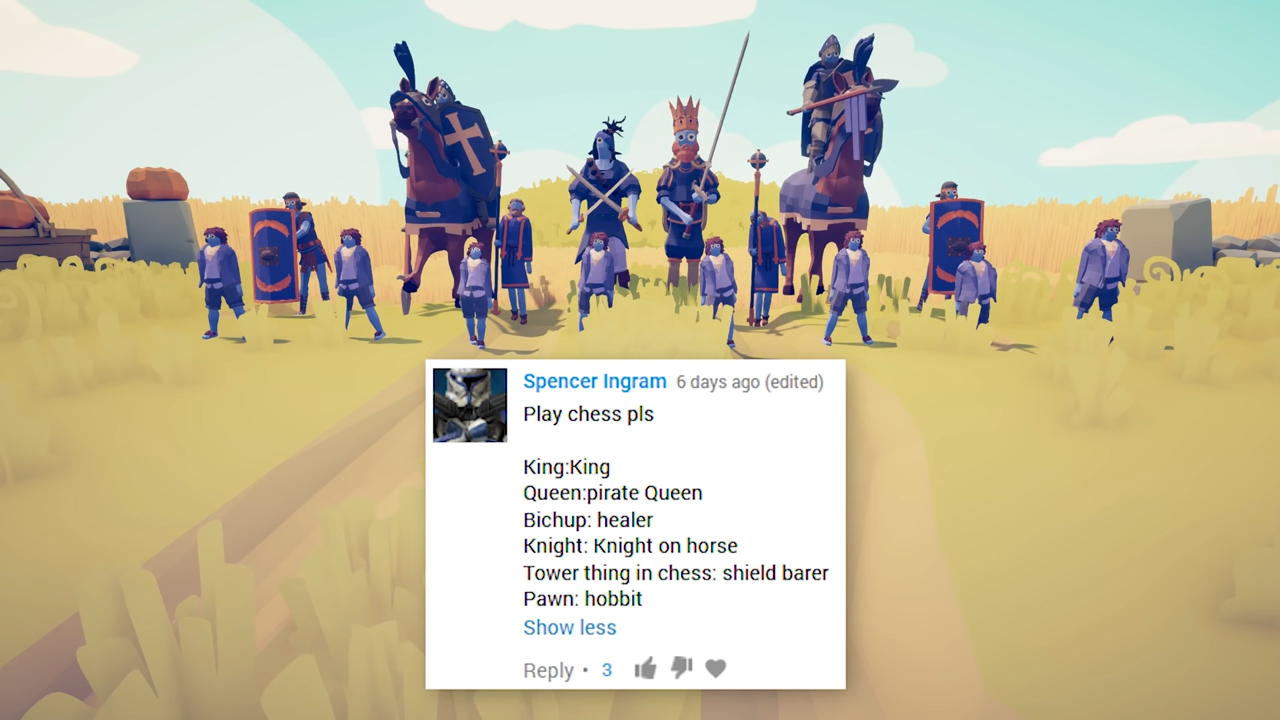 Spencer Ingram 6 days ago (edited)
Play chess pls
King:King
Queen:pirate Queen
Bichup: healer
Knight: Knight on horse
Tower thing in chess: shield barer
Pawn: hobbit
Show less
Reply • 3